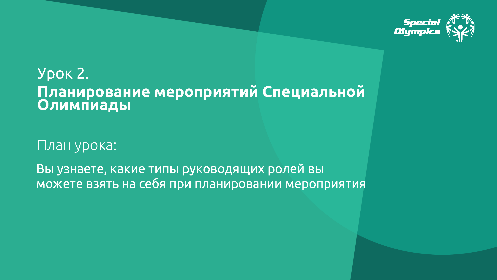 Special
Olympics
Урок 2.
Планирование мероприятий Специальной
Олимпиады
План урока:
Вы узнаете, какие типы руководящих ролей вы
можете взять на себя при планировании мероприятия